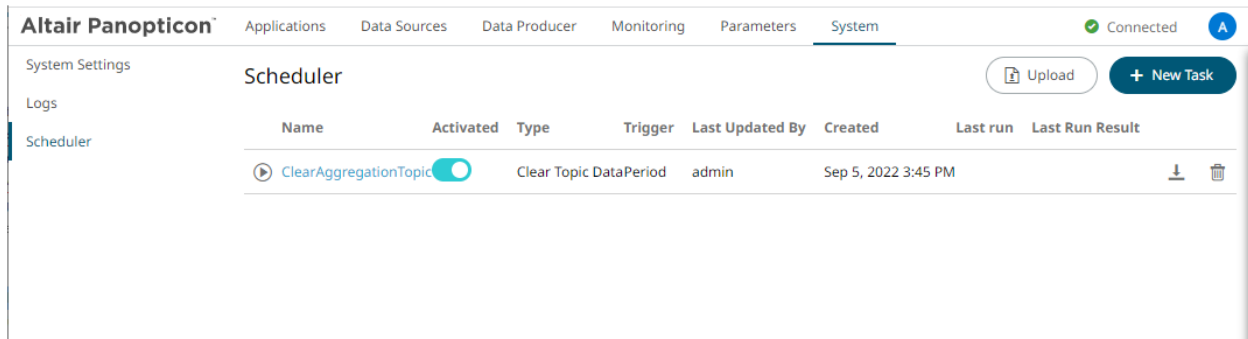 Altair Panopticon™ Applications Data Sources Data Producer Monitoring Parameters System Connected A
System Settings
Logs
Scheduler
Scheduler Upload + New Task
Name Activated Type Trigger Last Updated By Created Last run Last Run Result
ClearAggregationTopic Clear Topic Data Period admin Sep 5, 2022 3:45 PM